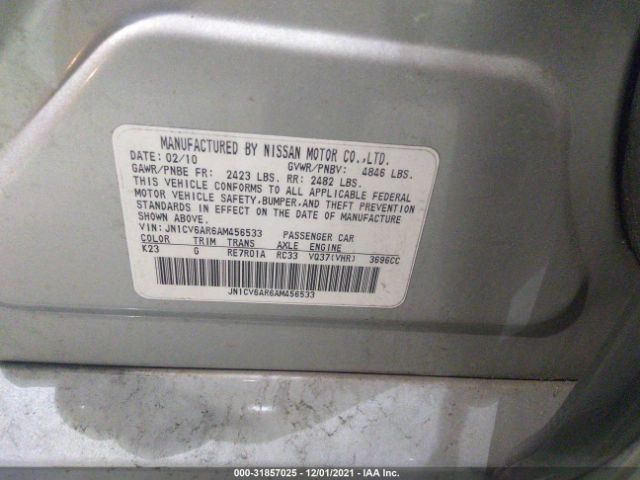 MANUFACTURED BY NISSAN MOTOR CO.,LTD.
DATE: 02/10 GVWR/PNBV: 4846 LBS.
GAWR/PNBE FR: 2423 LBS. RR: 2482 LBS.
THIS VEHICLE CONFORMS TO ALL APPLICABLE FEDERAL
MOTOR VEHICLE SAFETY,BUMPER,AND THEFT PREVENTION
STANDARDS IN EFFECT ON THE DATE OF MANUFACTURE
SHOWN ABOVE.
VIN: JN1CV6AR6AM456533 PASSENGER CAR
COLOR TRIM TRANS AXLE ENGINE
K23 G RE7R01A RC33 VQ37(VHR) 3696CC
JN1CV6AR6AM456533
000-31857025 - 12/01/2021 - IAA Inc.